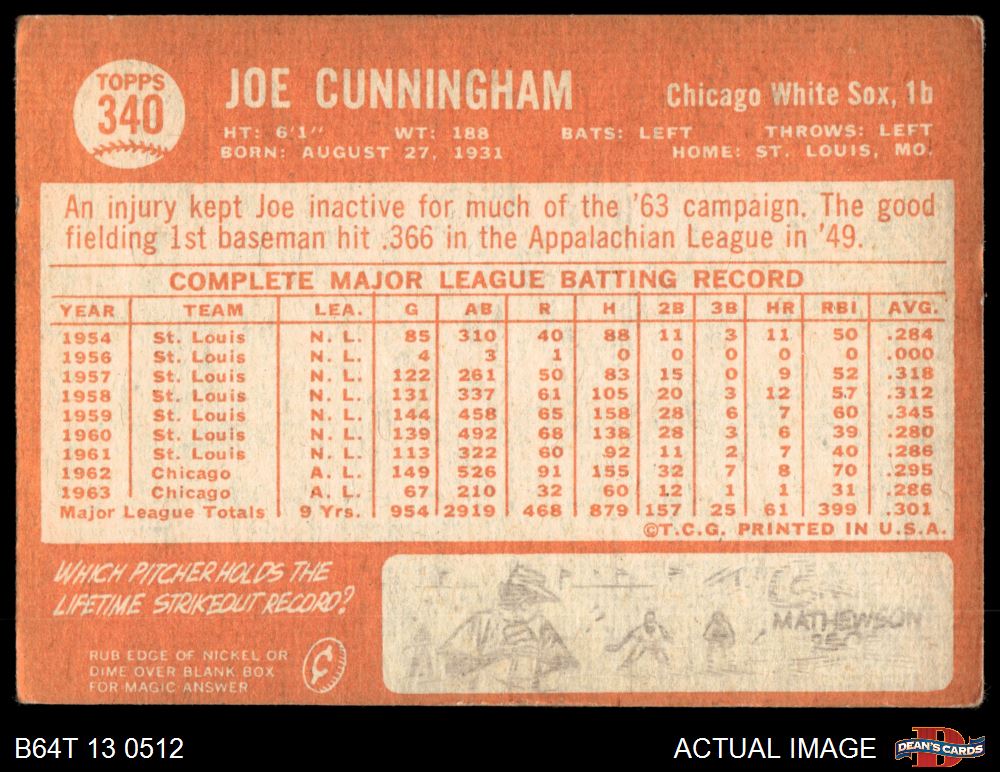 TOPPS
340
JOE CUNNINGHAM
Chicago White Sox, 1b
HT: 6'1" WT: 188 BATS: LEFT THROWS: LEFT
BORN: AUGUST 27, 1931 HOME: ST. LOUIS, MO.
An injury kept Joe inactive for much of the '63 campaign. The good
fielding 1st baseman hit .366 in the Appalachian League in '49.
COMPLETE MAJOR LEAGUE BATTING RECORD
YEAR TEAM LEA. G AB R H 2B 3B HR RBI AVG.
1954 St. Louis N. L. 85 310 40 88 11 3 11 50 .284
1956 St. Louis N. L. 4 3 1 0 0 0 0 0 .000
1957 St. Louis N. L. 122 261 50 83 15 0 9 52 .318
1958 St. Louis N. L. 131 337 61 105 20 3 12 57 .312
1959 St. Louis N. L. 144 458 65 158 28 6 7 60 .345
1960 St. Louis N. L. 139 492 68 138 28 3 6 39 .280
1961 St. Louis N. L. 113 322 60 92 11 2 7 40 .286
1962 Chicago A. L. 149 526 91 155 32 7 8 70 .295
1963 Chicago A. L. 67 210 32 60 12 1 1 31 .286
Major League Totals 9 Yrs. 954 2919 468 879 157 25 61 399 .301
©T.C.G. PRINTED IN U.S.A.
WHICH PITCHER HOLDS THE
LIFETIME STRIKEOUT RECORD?
RUB EDGE OF NICKEL OR
DIME OVER BLANK BOX
FOR MAGIC ANSWER
MATHEWSON
B64T 13 0512
ACTUAL IMAGE
DEAN'S CARDS